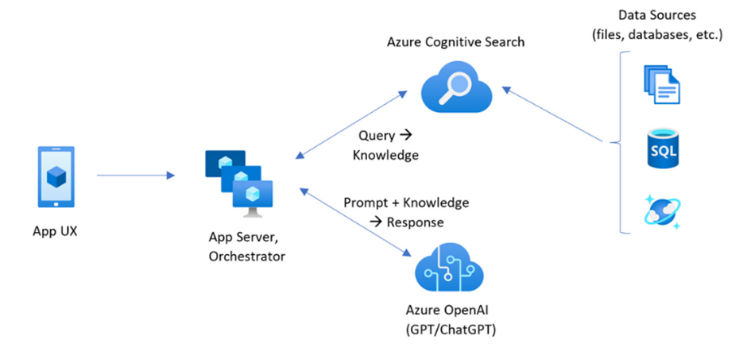 Data Sources
(files, databases, etc.)
Azure Cognitive Search
Query →
Knowledge
SQL
Prompt + Knowledge
→ Response
App UX
App Server,
Orchestrator
Azure OpenAI
(GPT/ChatGPT)